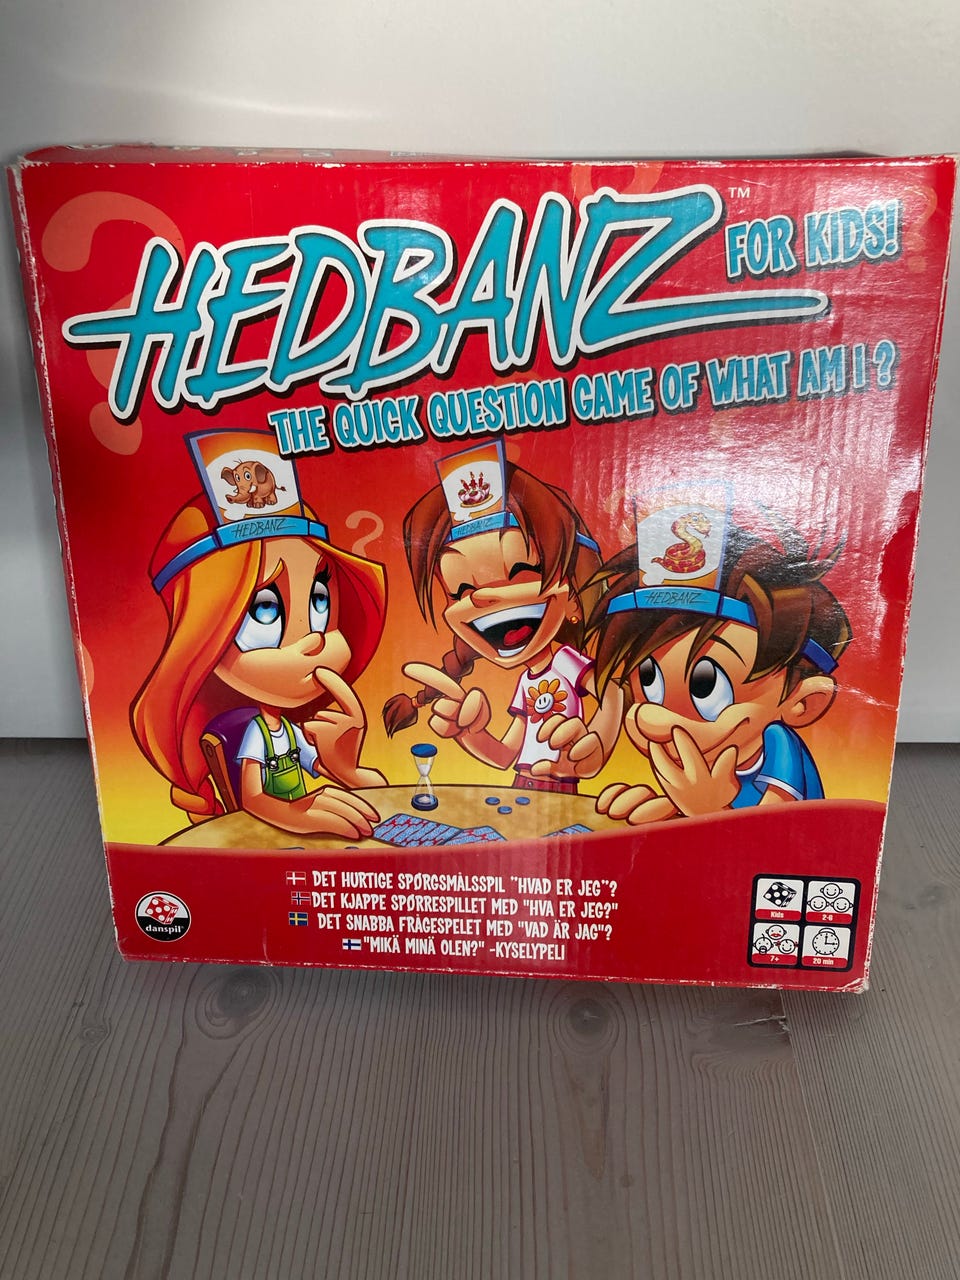 HEDBANZ™
FOR KIDS!
THE QUICK QUESTION GAME OF WHAT AM I?
HEDBANZ
HEDBANZ
HEDBANZ
DET HURTIGE SPØRGSMÅLSSPIL "HVAD ER JEG"?
DET KJAPPE SPØRRESPILLET MED "HVA ER JEG?"
DET SNABBA FRÅGESPELET MED "VAD ÄR JAG"?
"MIKÄ MINÄ OLEN?" -KYSELYPELI
danspil®
Kids
2-6
7+
20 min